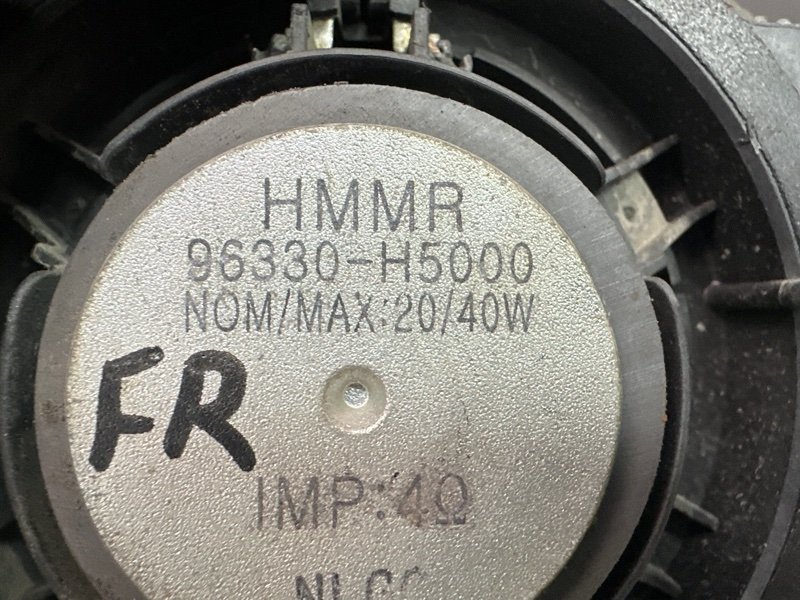 HMMR
96330-H5000
NOM/MAX:20/40W
FR
IMP:4Ω